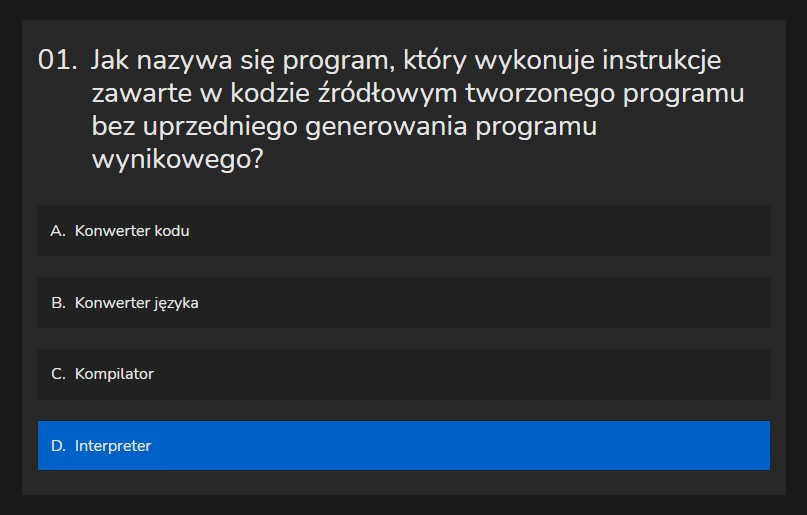 01. Jak nazywa się program, który wykonuje instrukcje
zawarte w kodzie źródłowym tworzonego programu
bez uprzedniego generowania programu
wynikowego?
A. Konwerter kodu
B. Konwerter języka
C. Kompilator
D. Interpreter